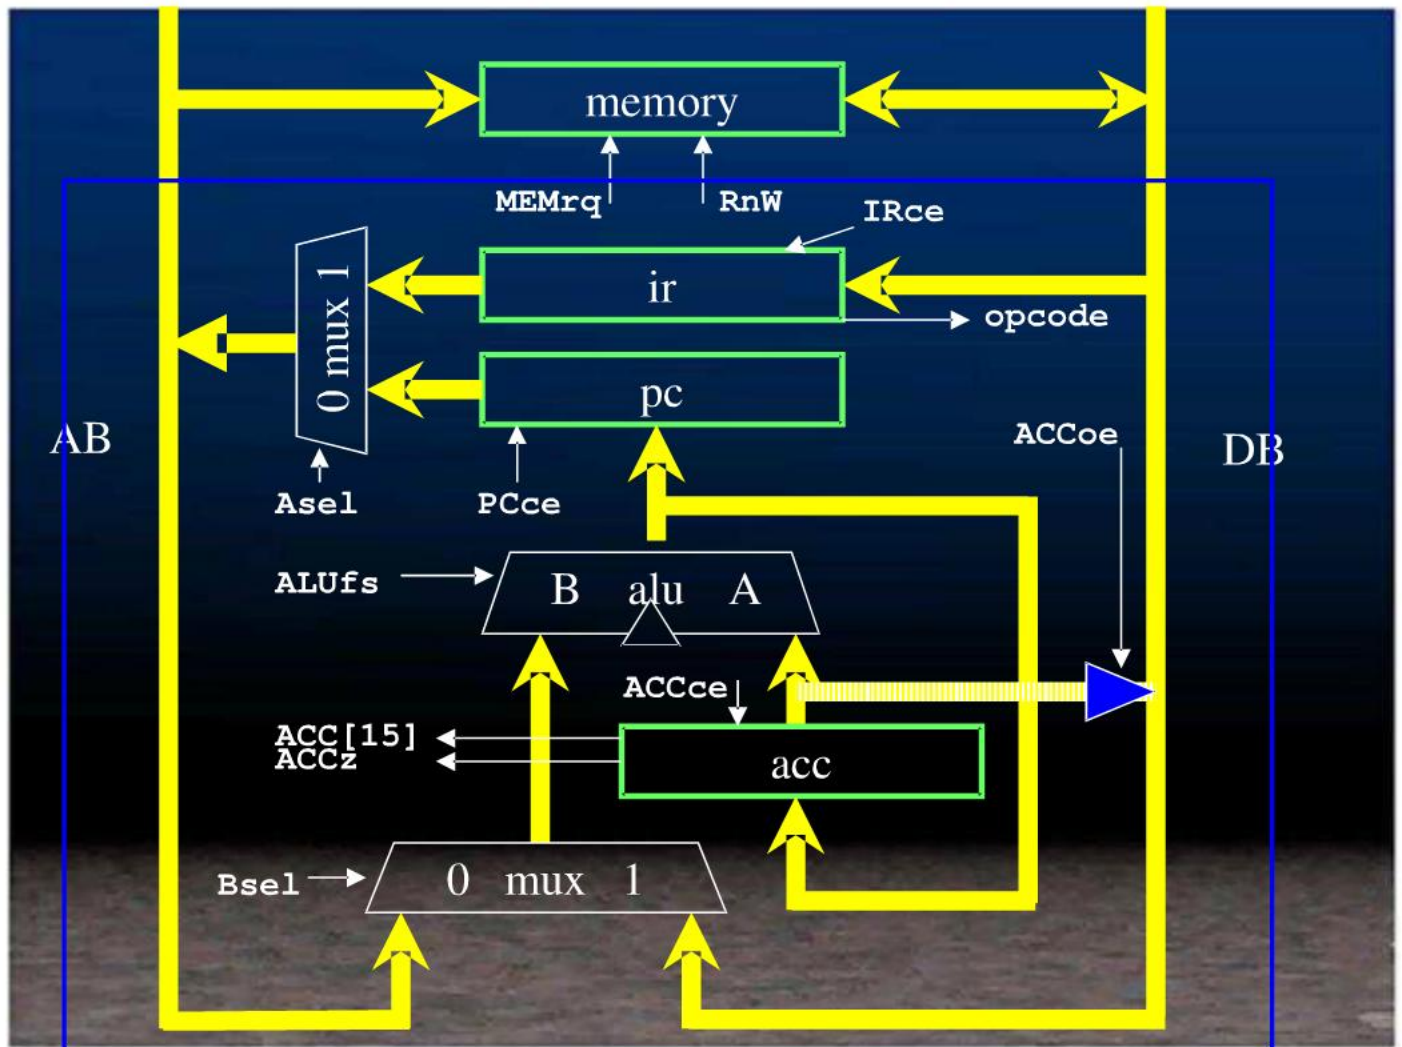 memory
MEMrq
RnW
IRce
0 mux 1
ir
opcode
pc
AB
ACCoe
DB
Asel
PCce
ALUfs
B alu A
ACCce
ACC[15]
ACCz
acc
Bsel
0 mux 1